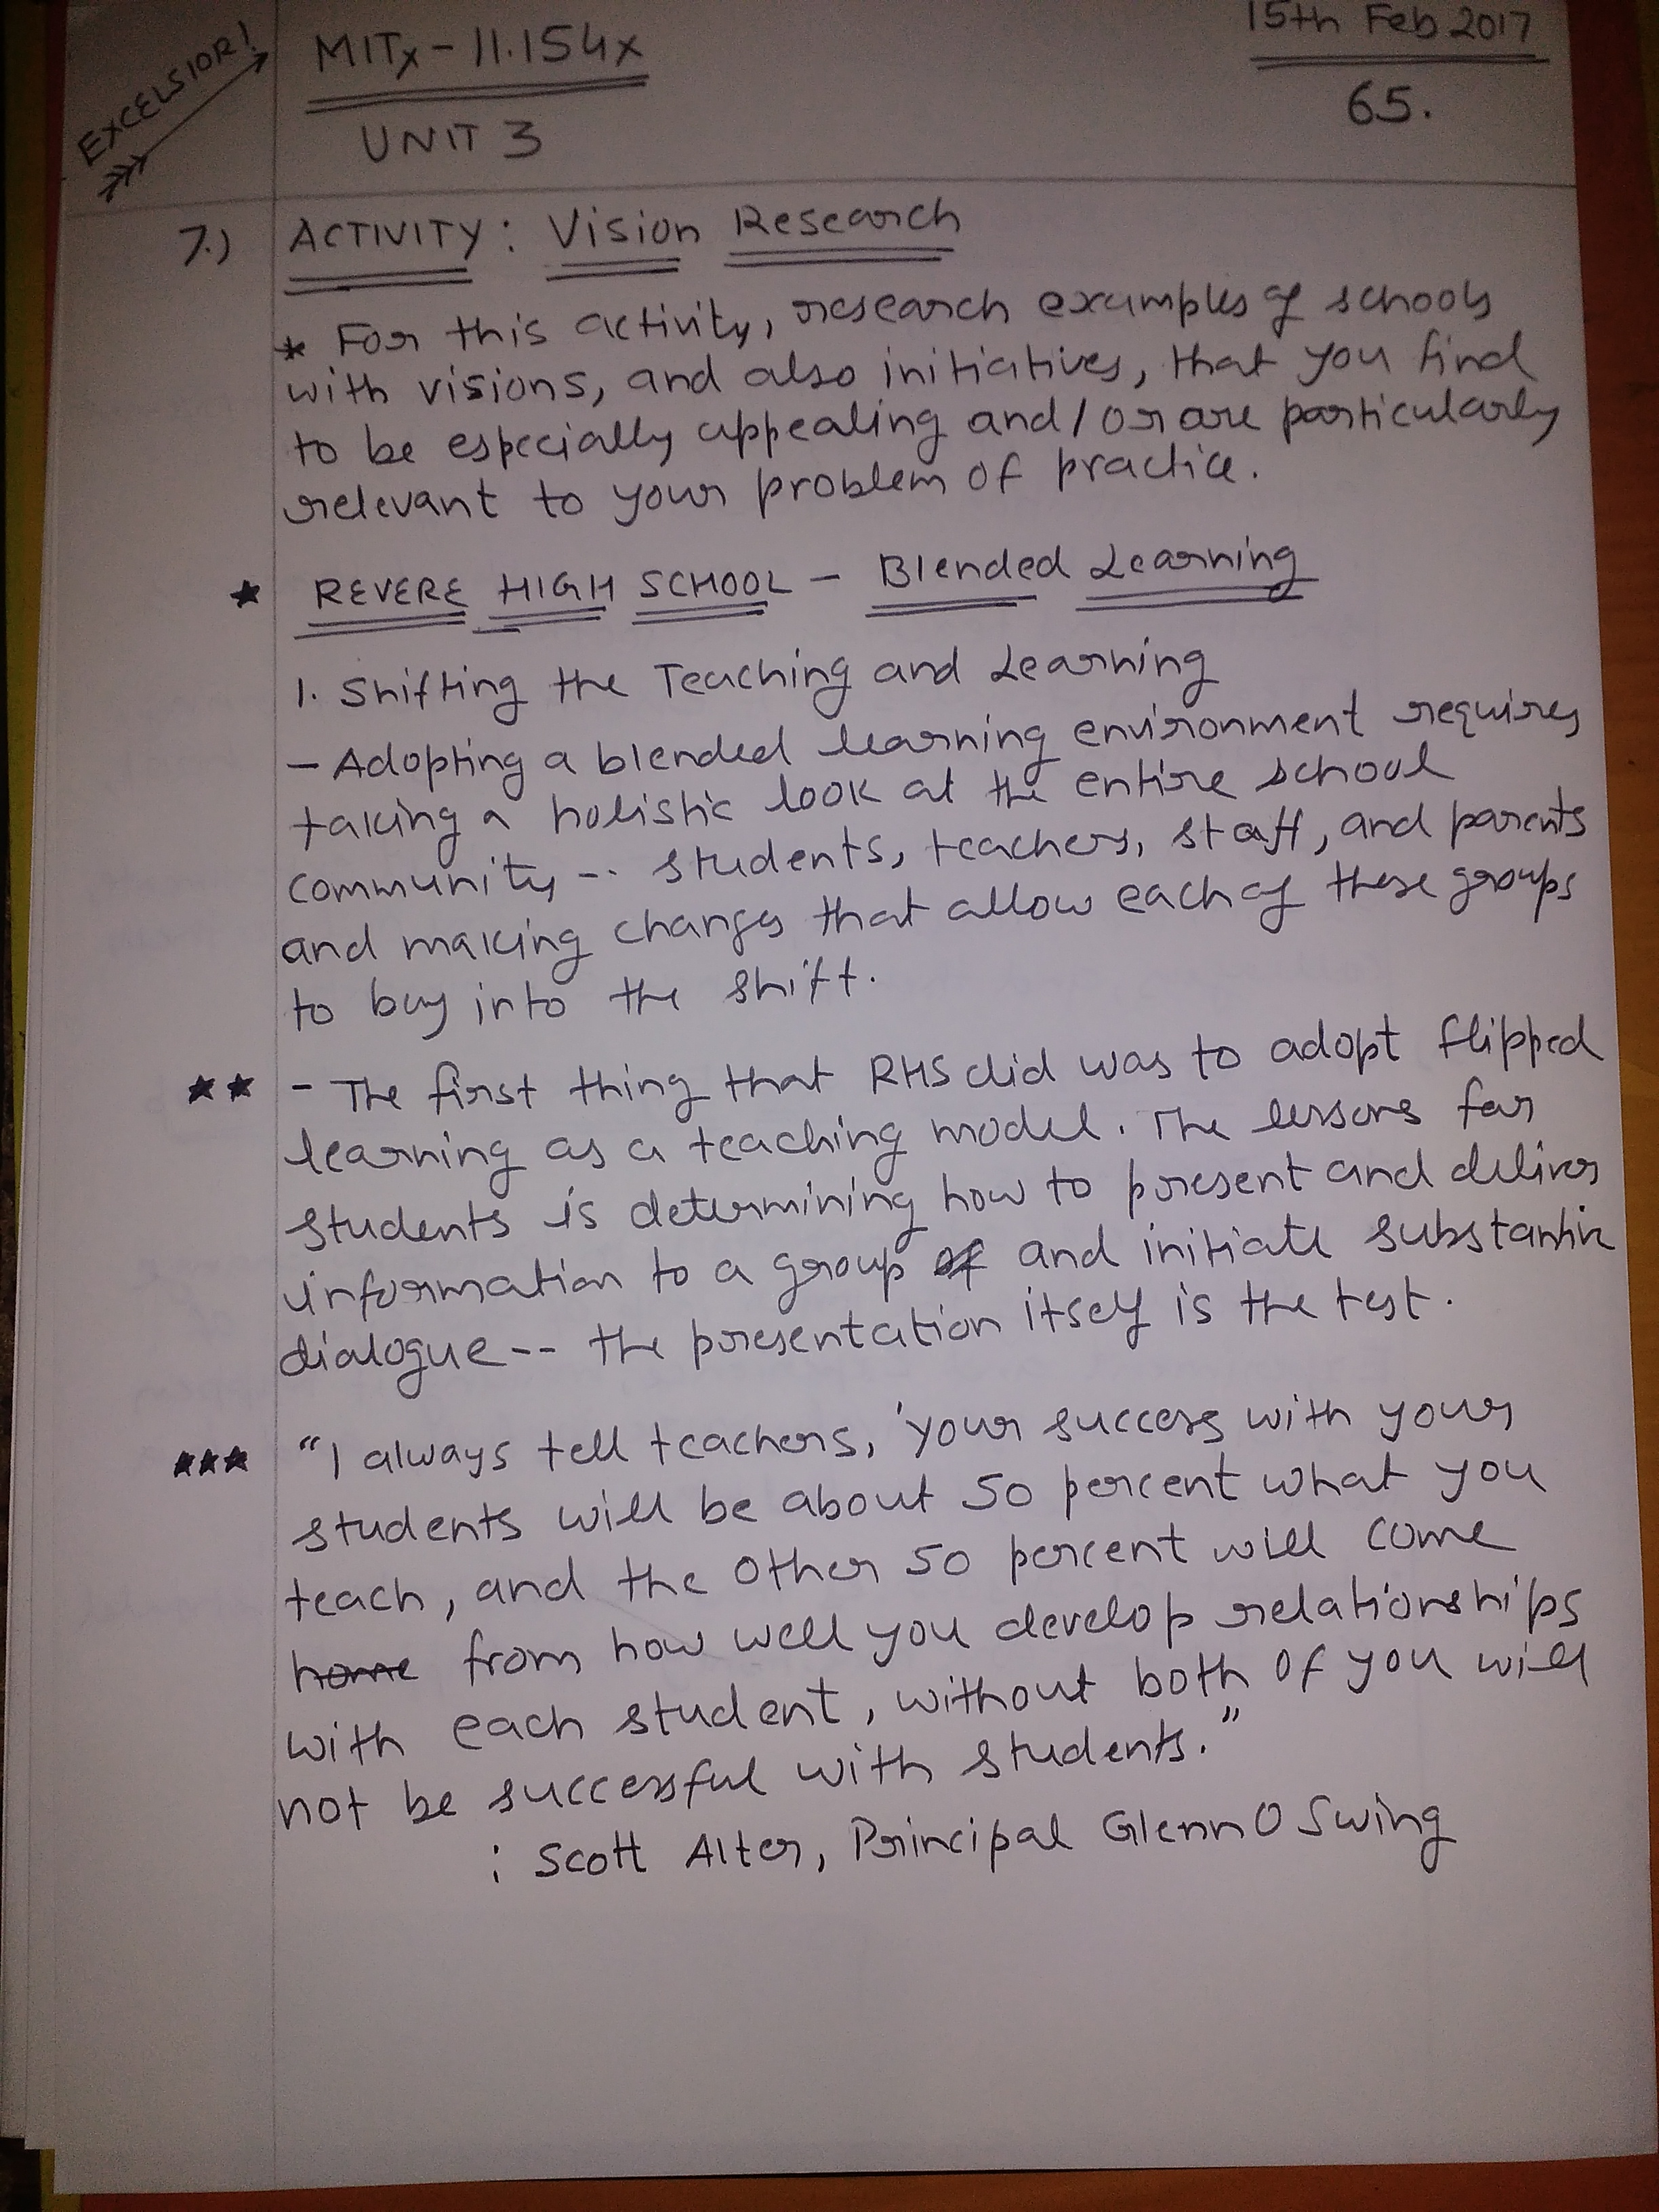 EXCELSIOR!
MITx - 11.154x
15th Feb 2017
UNIT 3
65.
7.) ACTIVITY: Vision Research
* For this activity, research examples of schools
with visions, and also initiatives, that you find
to be especially appealing and/or are particularly
relevant to your problem of practice.
★ REVERE HIGH SCHOOL - Blended Learning
1. Shifting the Teaching and Learning
- Adopting a blended learning environment requires
taking a holistic look at the entire school
community -- students, teachers, staff, and parents
and making changes that allow each of these groups
to buy into the shift.
★★ - The first thing that RHS did was to adopt flipped
learning as a teaching model. The lessons for
students is determining how to present and deliver
information to a group of and initiate substantive
dialogue -- the presentation itself is the test.
★★★ "I always tell teachers, 'your success with your
students will be about 50 percent what you
teach, and the other 50 percent will come
home from how well you develop relationships
with each student, without both of you will
not be successful with students."
: Scott Alter, Principal Glenn O Swing